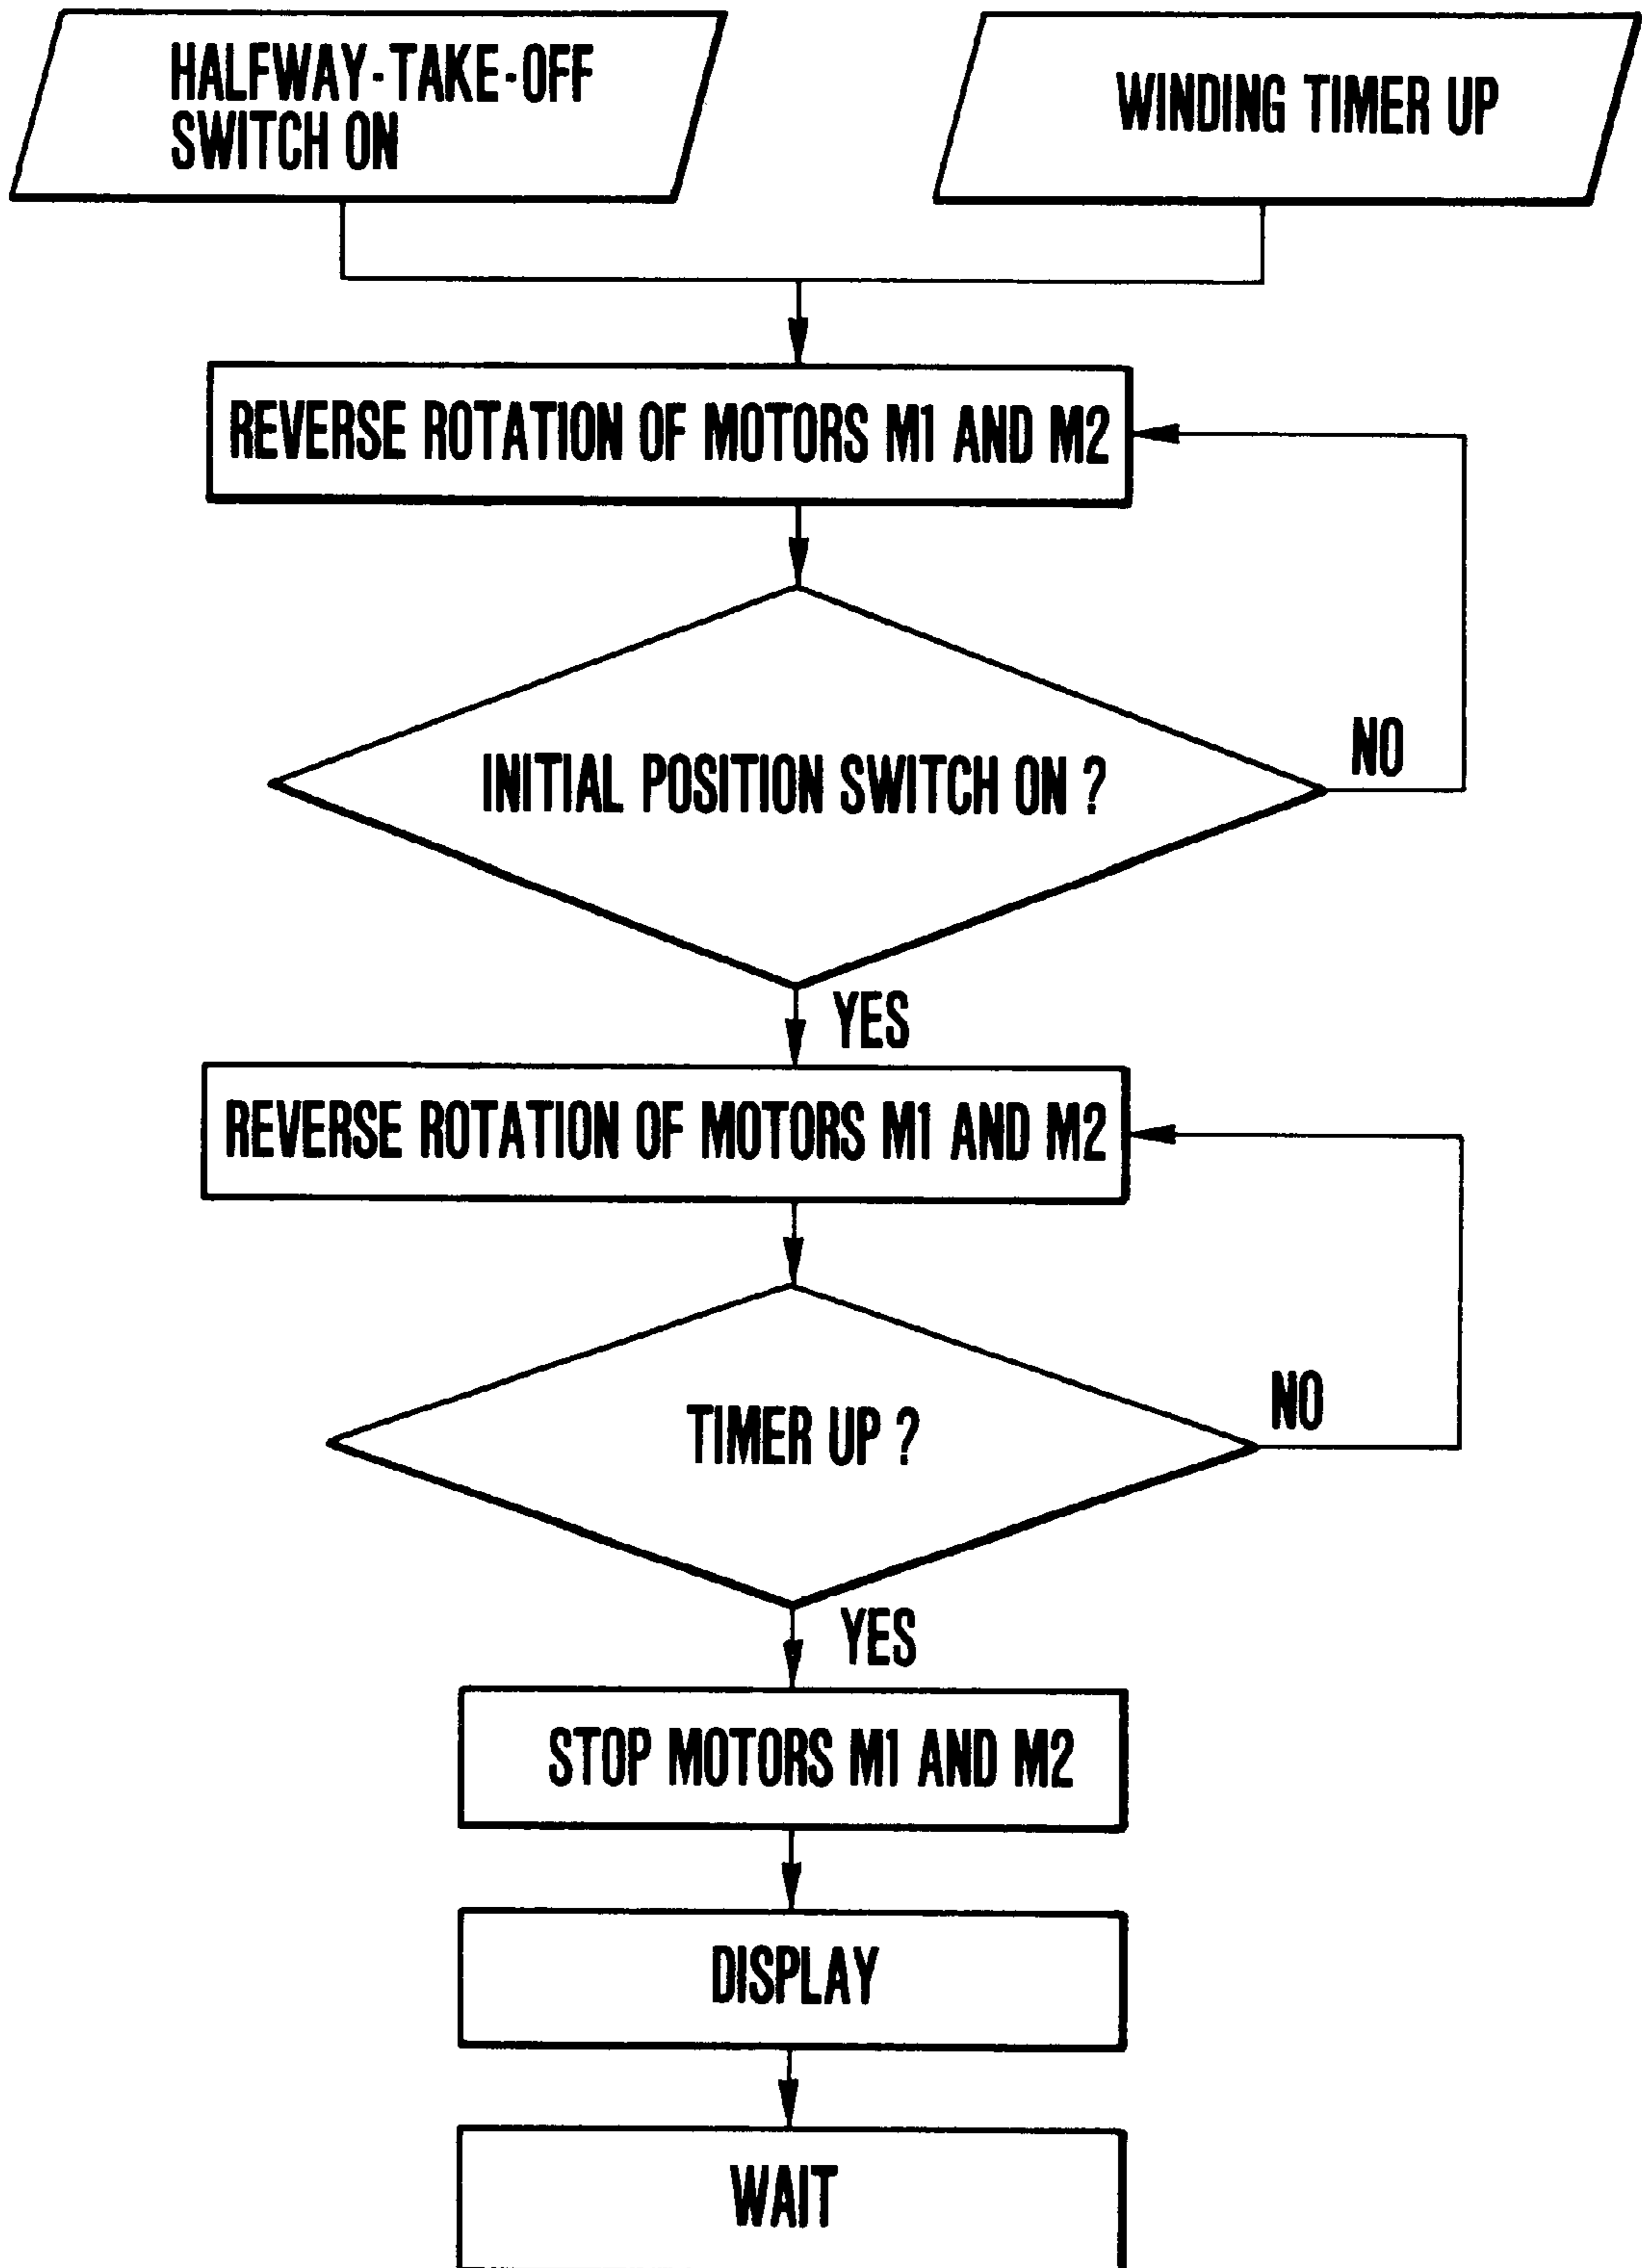 HALFWAY-TAKE-OFF
SWITCH ON
WINDING TIMER UP
REVERSE ROTATION OF MOTORS M1 AND M2
INITIAL POSITION SWITCH ON ?
NO
YES
REVERSE ROTATION OF MOTORS M1 AND M2
TIMER UP ?
NO
YES
STOP MOTORS M1 AND M2
DISPLAY
WAIT